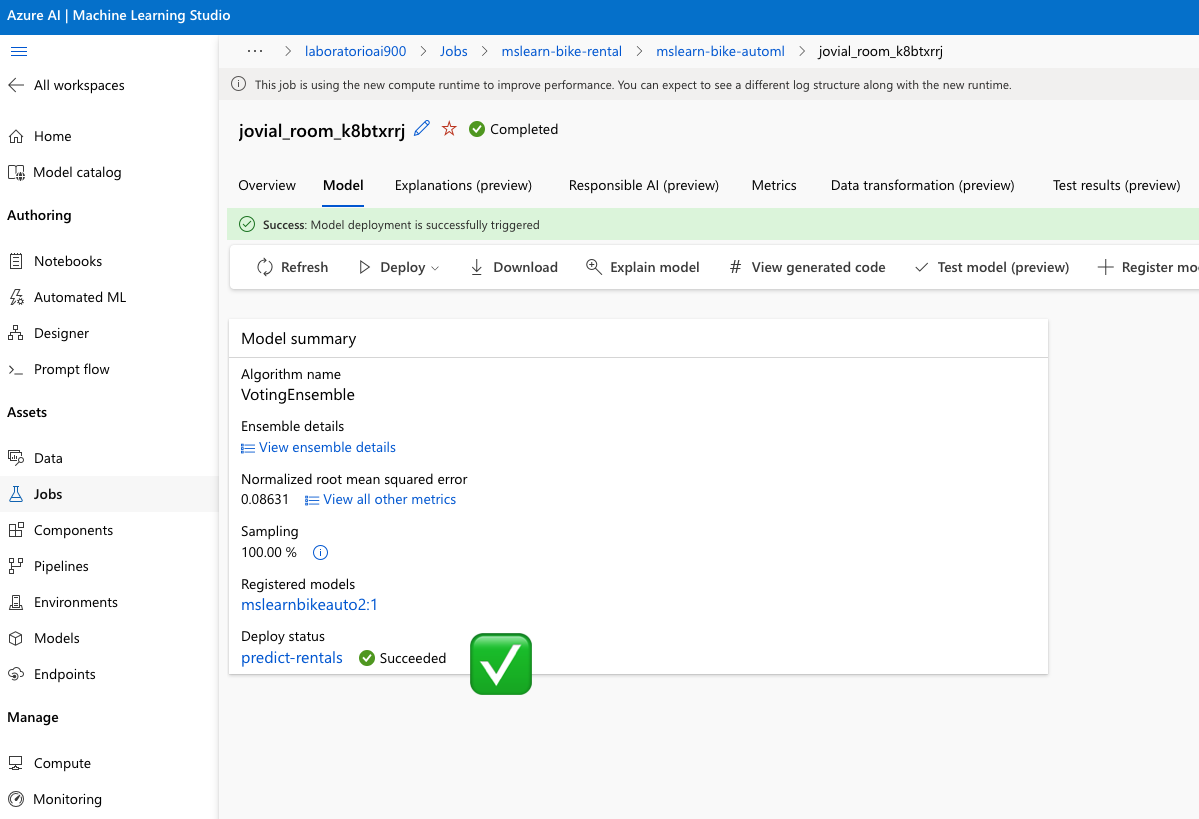 Azure AI | Machine Learning Studio
··· > laboratorioai900 > Jobs > mslearn-bike-rental > mslearn-bike-automl > jovial_room_k8btxrrj
This job is using the new compute runtime to improve performance. You can expect to see a different log structure along with the new runtime.
All workspaces
Home
Model catalog
Authoring
Notebooks
Automated ML
Designer
Prompt flow
Assets
Data
Jobs
Components
Pipelines
Environments
Models
Endpoints
Manage
Compute
Monitoring
jovial_room_k8btxrrj Completed
Overview Model Explanations (preview) Responsible AI (preview) Metrics Data transformation (preview) Test results (preview)
Success: Model deployment is successfully triggered
Refresh Deploy Download Explain model # View generated code Test model (preview) Register mo
Model summary
Algorithm name
VotingEnsemble
Ensemble details
View ensemble details
Normalized root mean squared error
0.08631 View all other metrics
Sampling
100.00 %
Registered models
mslearnbikeauto2:1
Deploy status
predict-rentals Succeeded